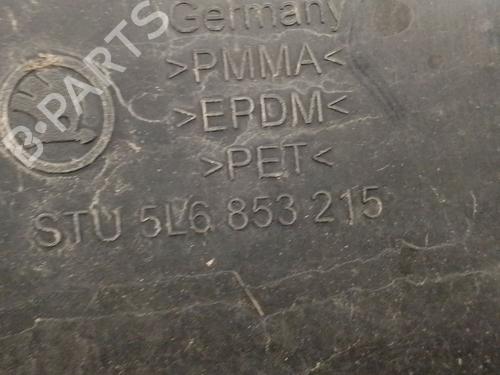 Germany
>PMMA<
>EPDM<
>PET<
STU 5L6 853 215
B-PARTS